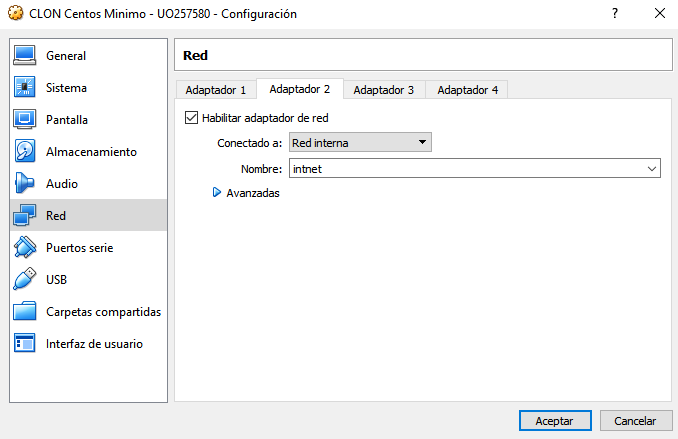 CLON Centos Minimo - UO257580 - Configuración
?
General
Sistema
Pantalla
Almacenamiento
Audio
Red
Puertos serie
USB
Carpetas compartidas
Interfaz de usuario
Red
Adaptador 1 Adaptador 2 Adaptador 3 Adaptador 4
Habilitar adaptador de red
Conectado a: Red interna
Nombre: intnet
Avanzadas
Aceptar Cancelar